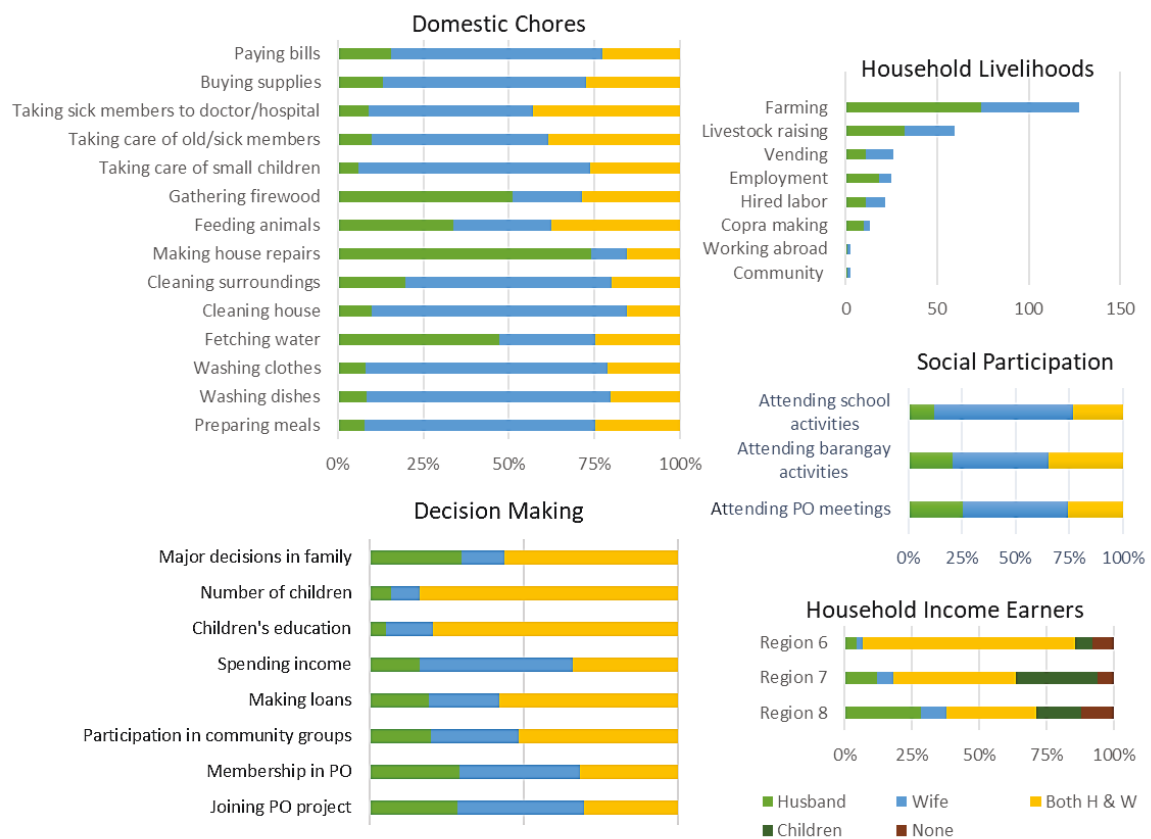 Domestic Chores
Paying bills
Buying supplies
Taking sick members to doctor/hospital
Taking care of old/sick members
Taking care of small children
Gathering firewood
Feeding animals
Making house repairs
Cleaning surroundings
Cleaning house
Fetching water
Washing clothes
Washing dishes
Preparing meals
0% 25% 50% 75% 100%
Household Livelihoods
Farming
Livestock raising
Vending
Employment
Hired labor
Copra making
Working abroad
Community
0 50 100 150
Social Participation
Attending school
activities
Attending barangay
activities
Attending PO meetings
0% 25% 50% 75% 100%
Decision Making
Major decisions in family
Number of children
Children's education
Spending income
Making loans
Participation in community groups
Membership in PO
Joining PO project
Household Income Earners
Region 6
Region 7
Region 8
0% 25% 50% 75% 100%
Husband Wife Both H & W
Children None